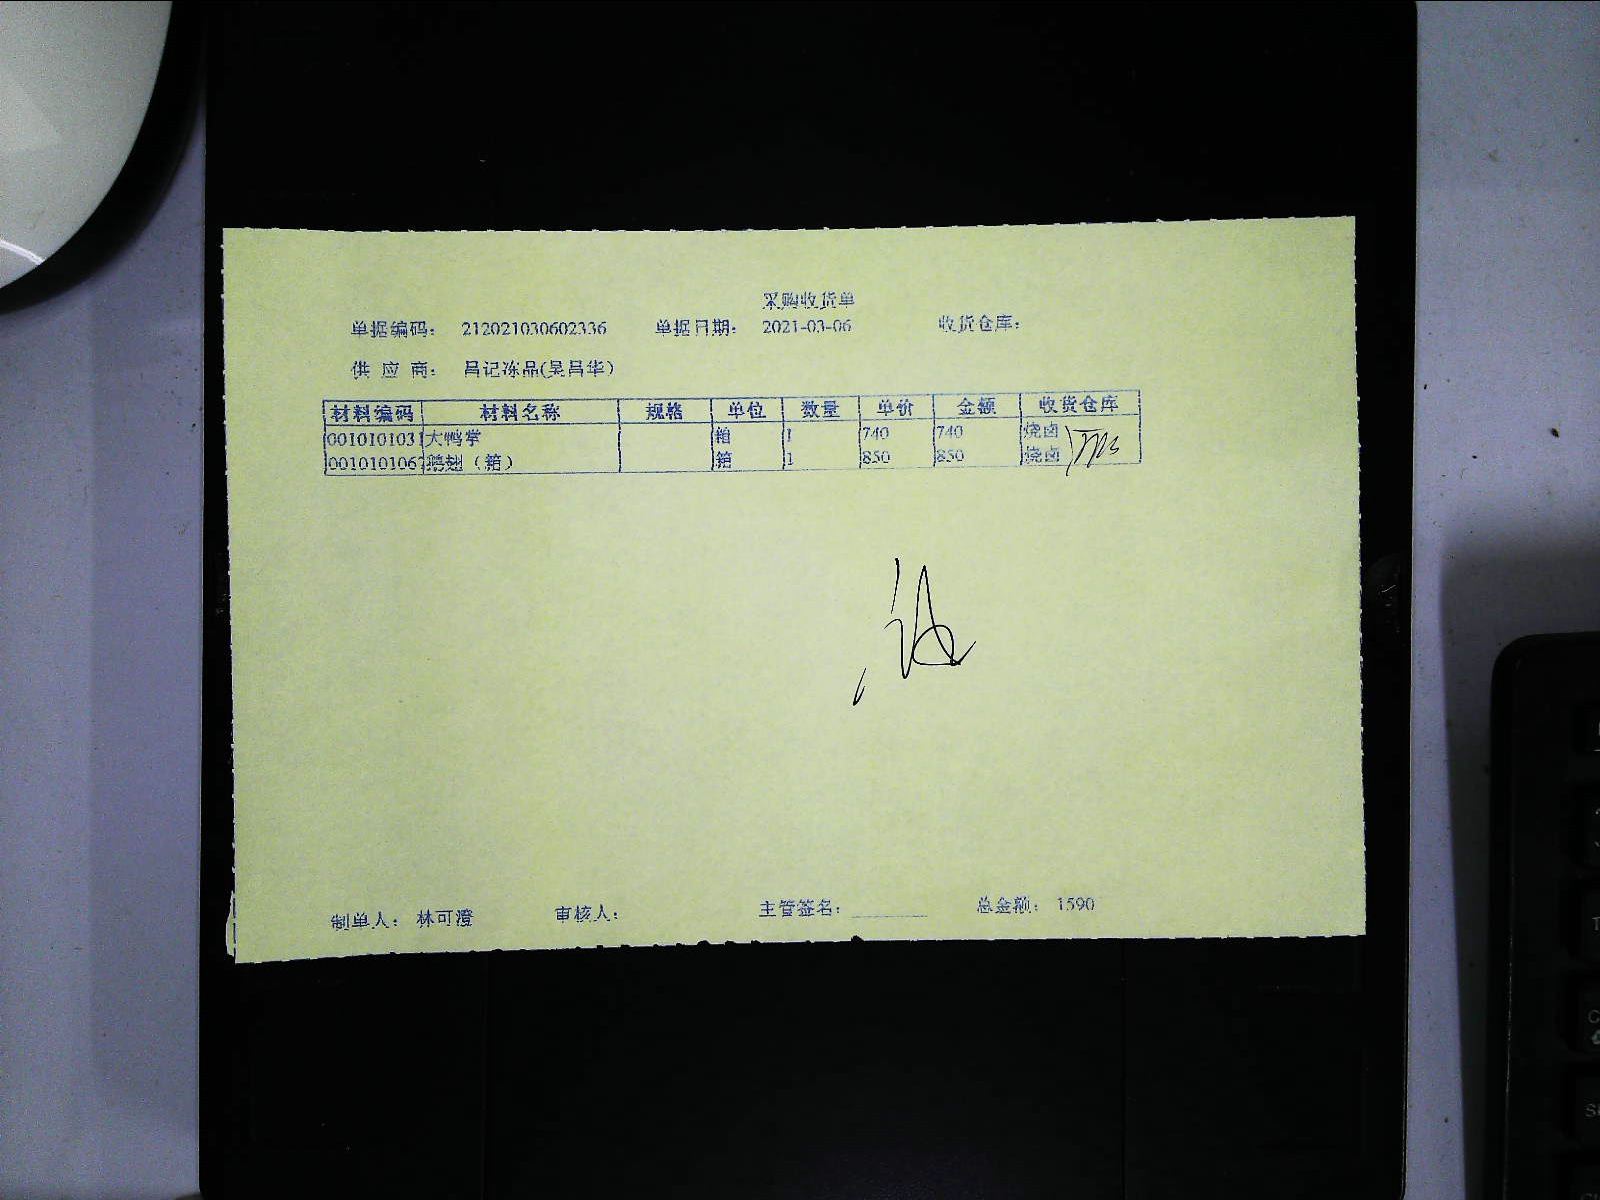 采购收货单
单据编码： 212021030602336 单据日期： 2021-03-06 收货仓库：
供 应 商： 吕记冻品(吴昌华)
材料编码 材料名称 规格 单位 数量 单价 金额 收货仓库
0010101031 大鸭掌 箱 1 740 740 烧卤
001010106 鹅翅（箱） 箱 1 850 850 烧卤
制单人： 林可澄 审核人： 主管签名： 总金额： 1590